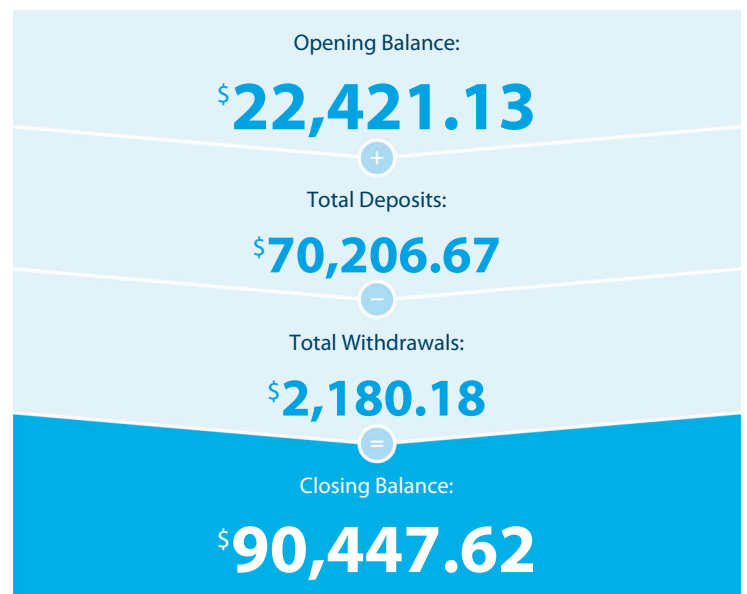 Opening Balance:
$22,421.13
+
Total Deposits:
$70,206.67
−
Total Withdrawals:
$2,180.18
=
Closing Balance:
$90,447.62